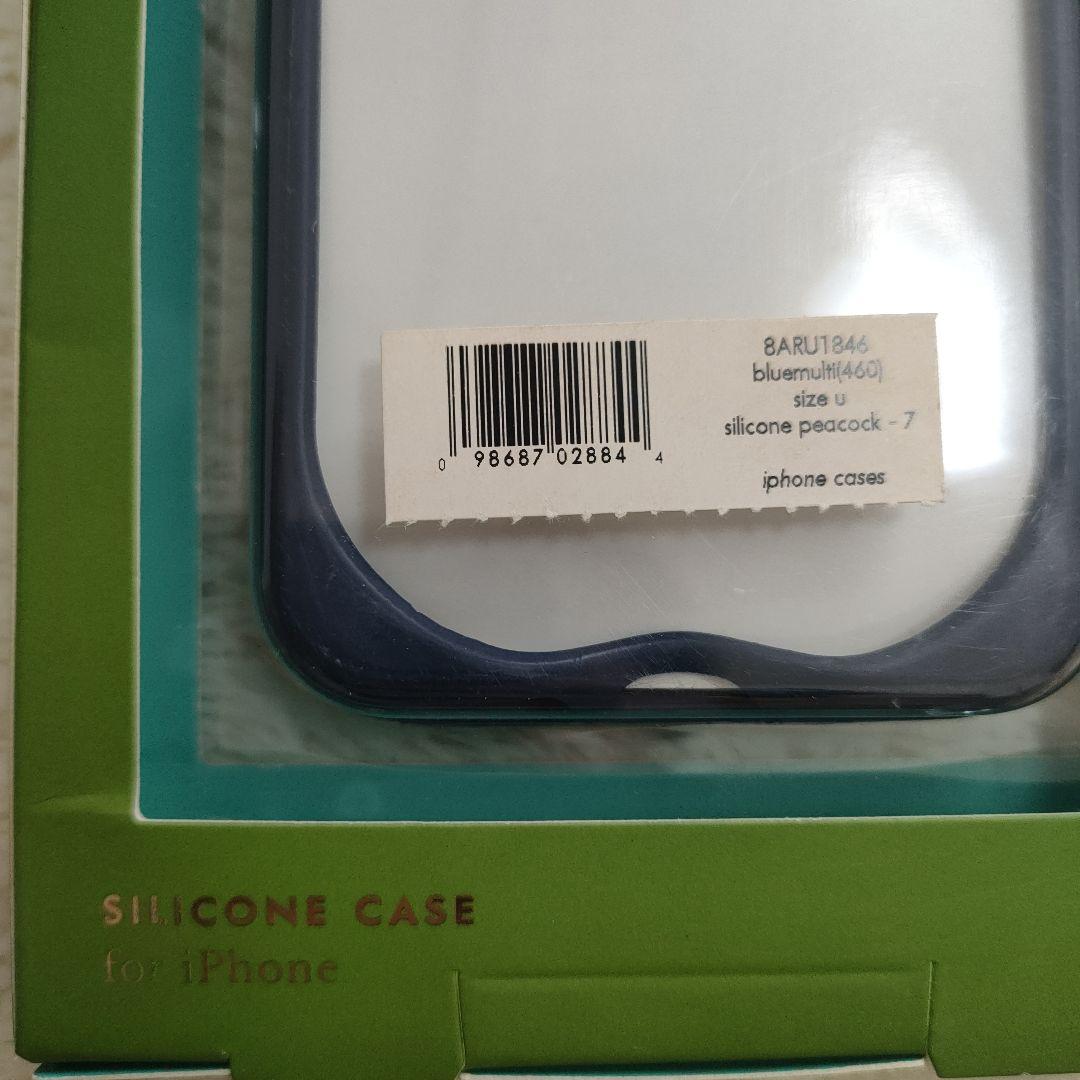 8ARU1846
bluemulti(460)
size u
silicone peacock - 7
iphone cases
0 98687 02884 4
SILICONE CASE
for iPhone